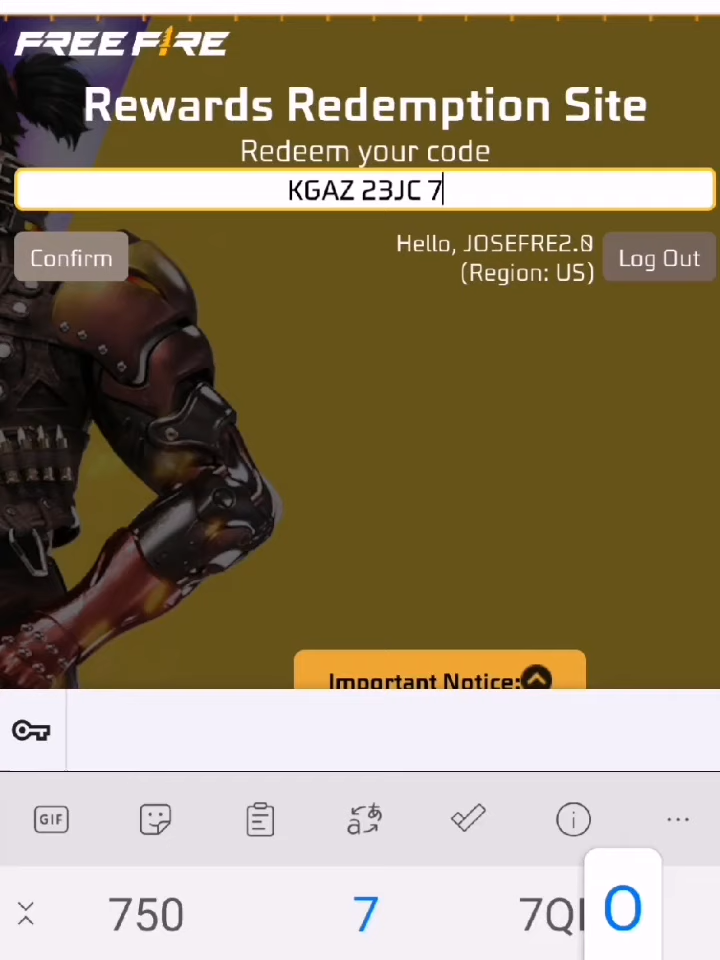 FREE FIRE
Rewards Redemption Site
Redeem your code
KGAZ 23JC 7
Confirm
Hello, JOSEFRE2.0
(Region: US)
Log Out
Important Notice:
GIF
750
7
O